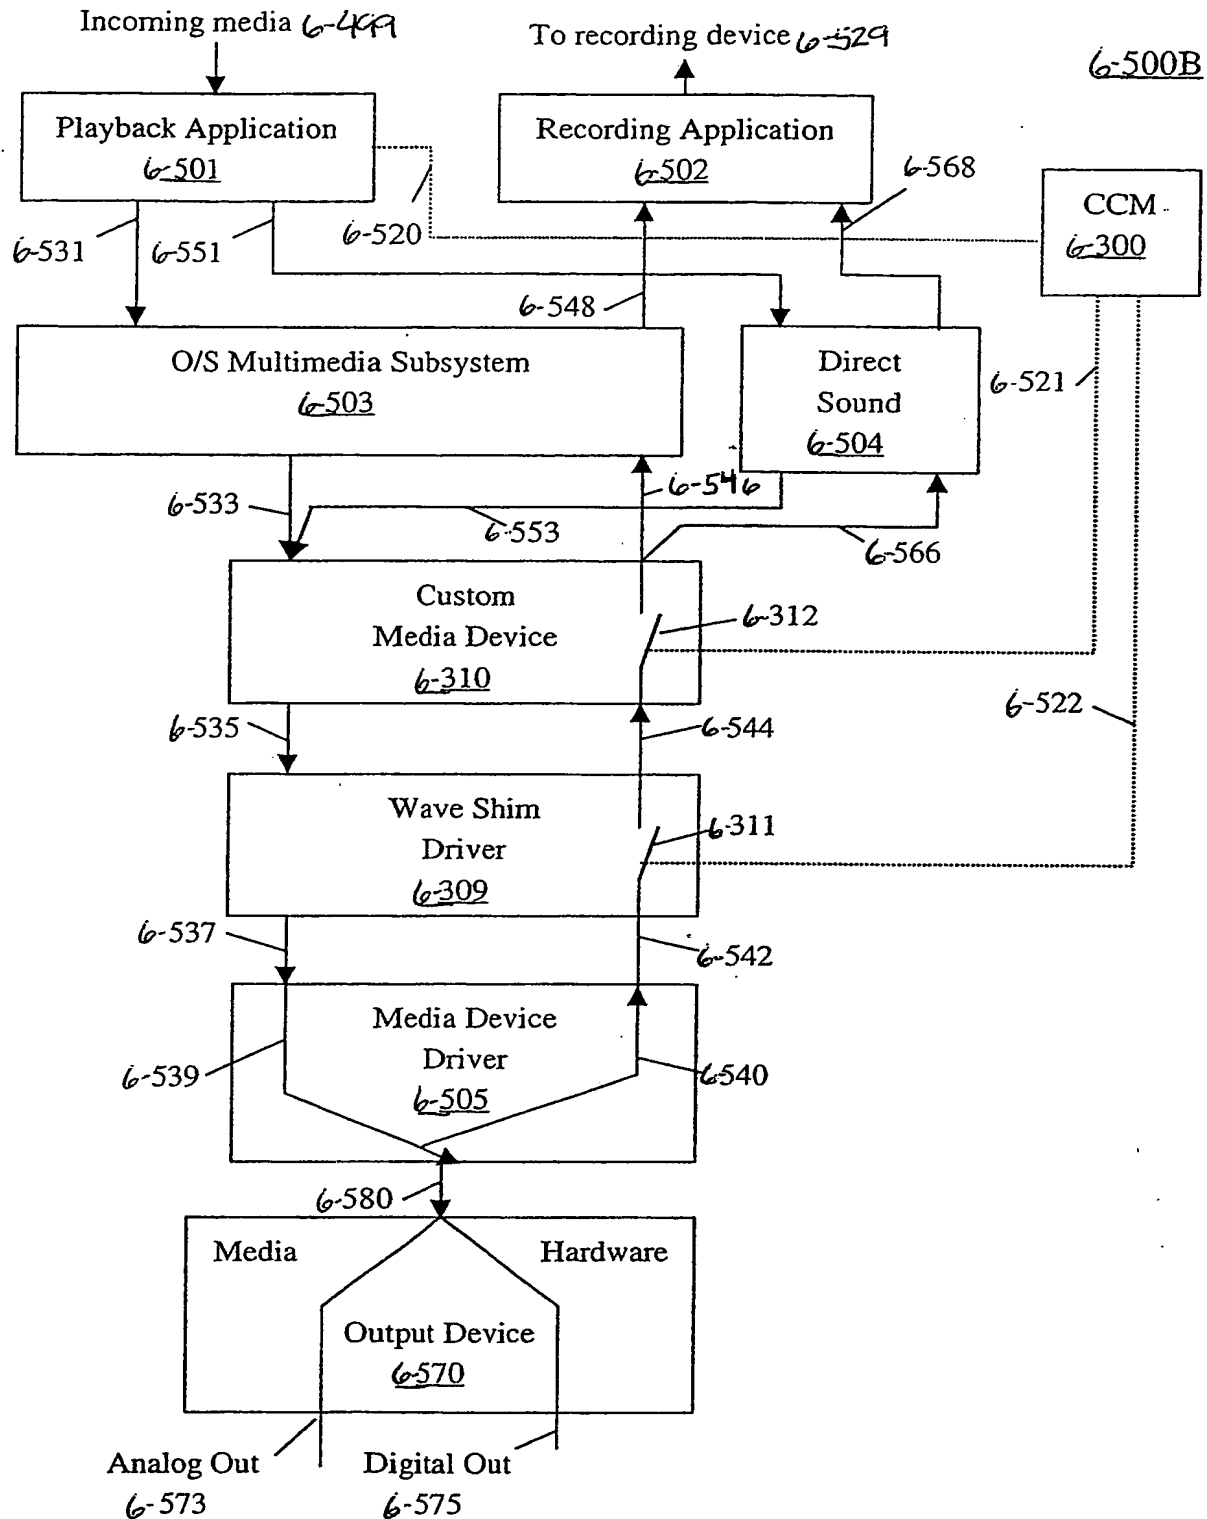 Incoming media 6-499
To recording device 6-529
6-500B
Playback Application
6-501
Recording Application
6-502
6-568
CCM
6-300
6-531
6-551
6-520
6-548
O/S Multimedia Subsystem
6-503
Direct
Sound
6-504
6-521
6-533
6-553
6-546
6-566
Custom
Media Device
6-310
6-312
6-535
6-544
6-522
Wave Shim
Driver
6-309
6-311
6-537
6-542
Media Device
Driver
6-505
6-539
6-540
6-580
Media
Hardware
Output Device
6-570
Analog Out
6-573
Digital Out
6-575